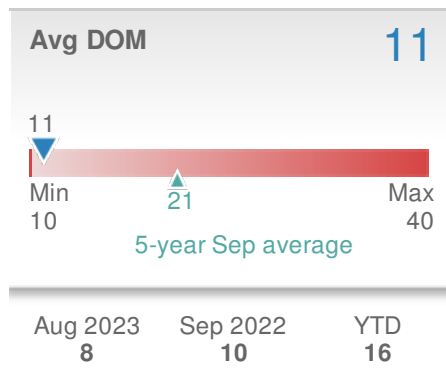 Avg DOM 11
11
Min Max
21
10 40
5-year Sep average
Aug 2023 Sep 2022 YTD
8 10 16